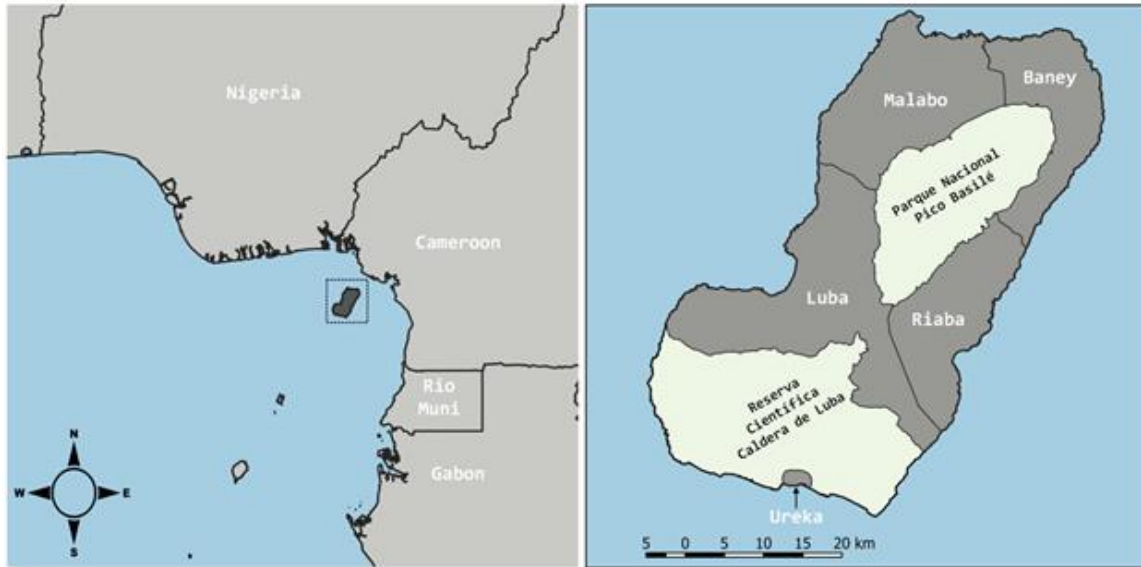 Nigeria
Cameroon
Rio
Muni
Gabon
N
W
E
S
Baney
Malabo
Parque Nacional
Pico Basilé
Luba
Riaba
Reserva
Científica
Caldera de Luba
Ureka
5 0 5 10 15 20 km